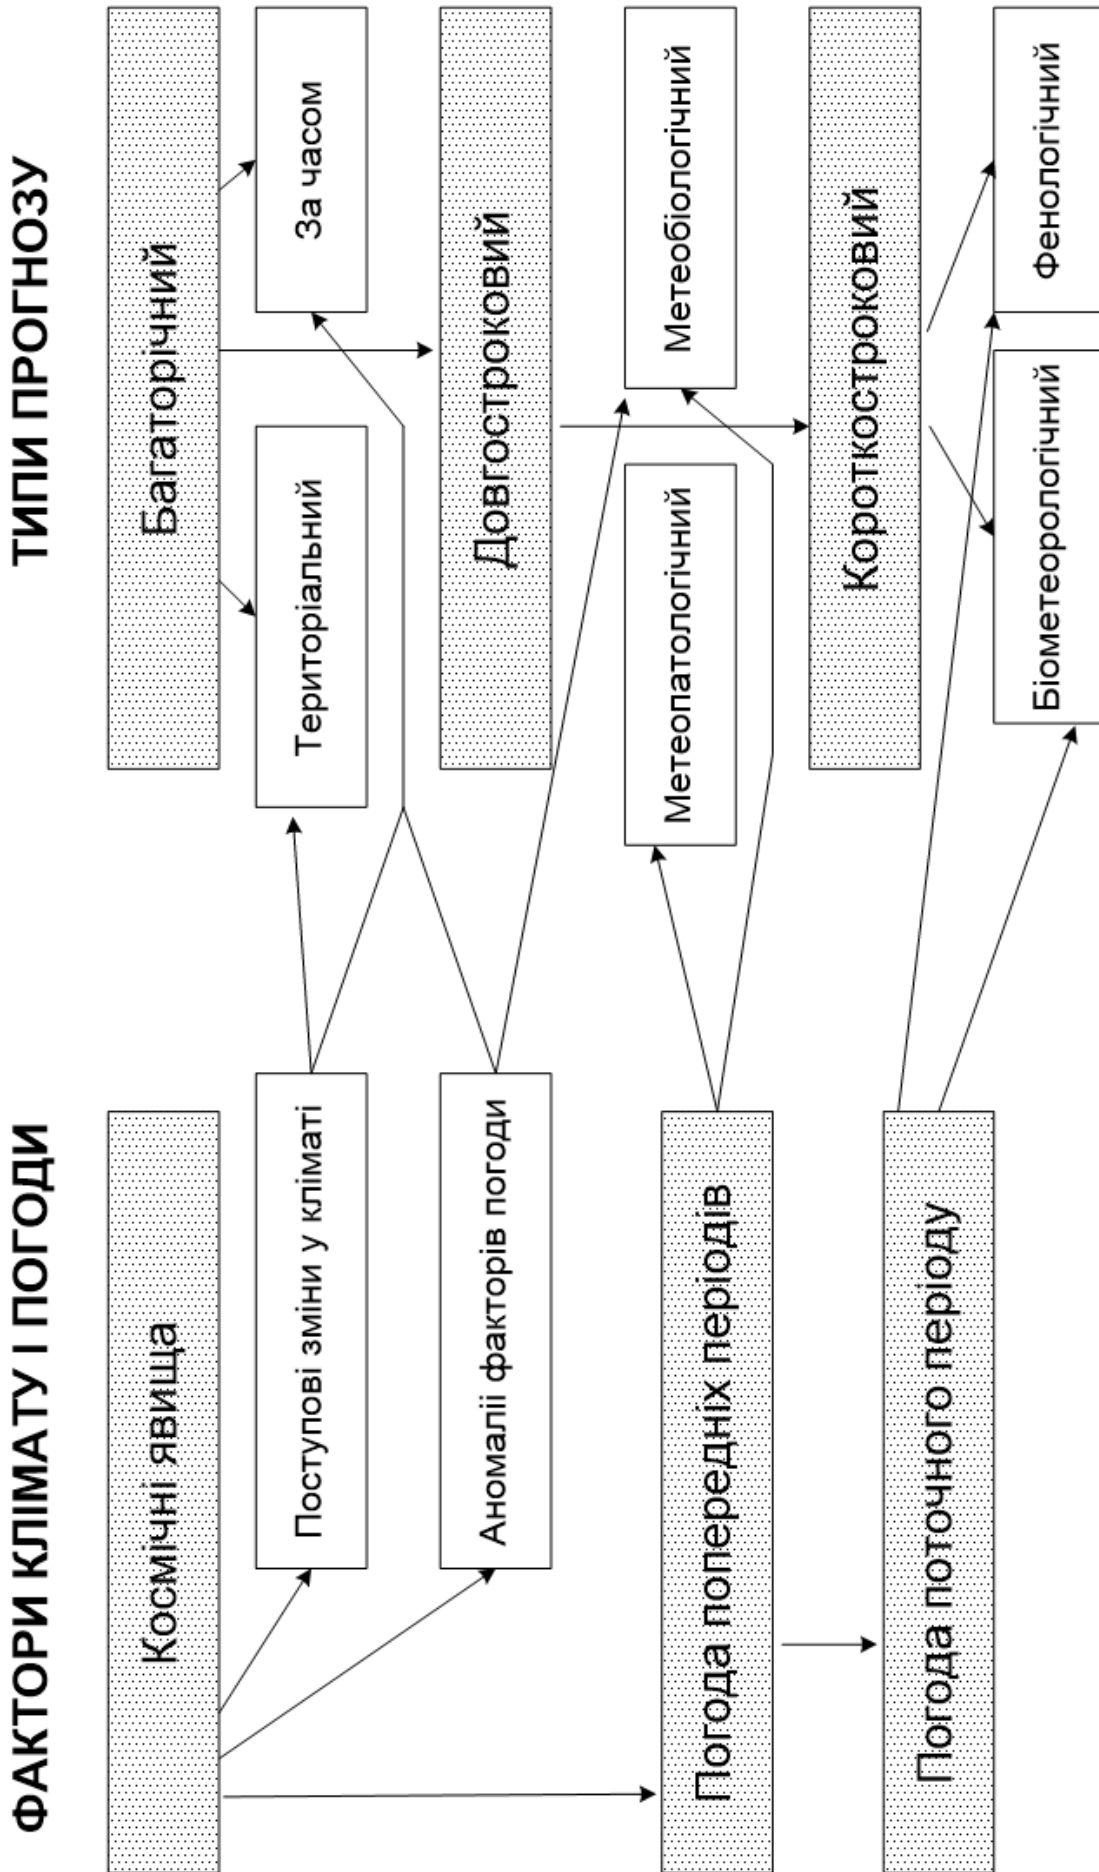 ФАКТОРИ КЛІМАТУ І ПОГОДИ
ТИПИ ПРОГНОЗУ
Космічні явища
Багаторічний
Поступові зміни у кліматі
Територіальний
За часом
Аномалії факторів погоди
Довгостроковий
Погода попередніх періодів
Метеопатологічний
Метеобіологічний
Короткостроковий
Погода поточного періоду
Біометеорологічний
Фенологічний